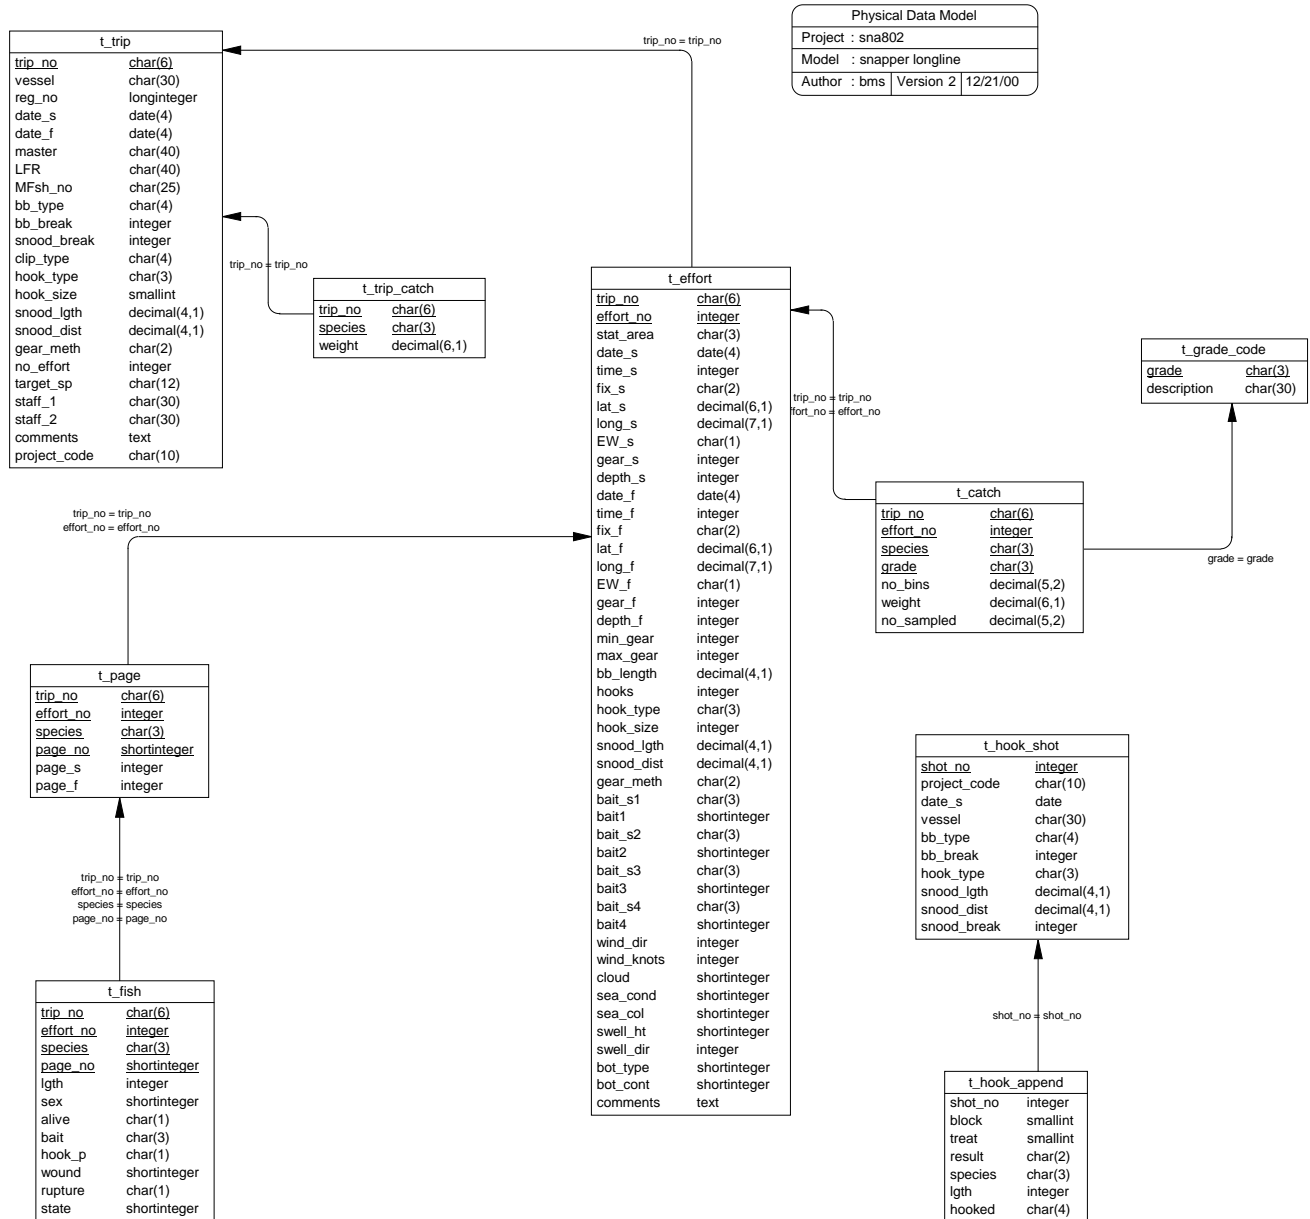 Physical Data Model
Project : sna802
Model : snapper longline
Author : bms Version 2 12/21/00
t_trip
trip_no char(6)
vessel char(30)
reg_no longinteger
date_s date(4)
date_f date(4)
master char(40)
LFR char(40)
MFsh_no char(25)
bb_type char(4)
bb_break integer
snood_break integer
clip_type char(4)
hook_type char(3)
hook_size smallint
snood_lgth decimal(4,1)
snood_dist decimal(4,1)
gear_meth char(2)
no_effort integer
target_sp char(12)
staff_1 char(30)
staff_2 char(30)
comments text
project_code char(10)
trip_no = trip_no
trip_no = trip_no
t_trip_catch
trip_no char(6)
species char(3)
weight decimal(6,1)
t_effort
trip_no char(6)
effort_no integer
stat_area char(3)
date_s date(4)
time_s integer
fix_s char(2)
lat_s decimal(6,1)
long_s decimal(7,1)
EW_s char(1)
gear_s integer
depth_s integer
date_f date(4)
time_f integer
fix_f char(2)
lat_f decimal(6,1)
long_f decimal(7,1)
EW_f char(1)
gear_f integer
depth_f integer
min_gear integer
max_gear integer
bb_length decimal(4,1)
hooks integer
hook_type char(3)
hook_size integer
snood_lgth decimal(4,1)
snood_dist decimal(4,1)
gear_meth char(2)
bait_s1 char(3)
bait1 shortinteger
bait_s2 char(3)
bait2 shortinteger
bait_s3 char(3)
bait3 shortinteger
bait_s4 char(3)
bait4 shortinteger
wind_dir integer
wind_knots integer
cloud shortinteger
sea_cond shortinteger
sea_col shortinteger
swell_ht shortinteger
swell_dir integer
bot_type shortinteger
bot_cont shortinteger
comments text
trip_no = trip_no
ffort_no = effort_no
t_grade_code
grade char(3)
description char(30)
t_catch
trip_no char(6)
effort_no integer
species char(3)
grade char(3)
no_bins decimal(5,2)
weight decimal(6,1)
no_sampled decimal(5,2)
grade = grade
trip_no = trip_no
effort_no = effort_no
t_page
trip_no char(6)
effort_no integer
species char(3)
page_no shortinteger
page_s integer
page_f integer
trip_no = trip_no
effort_no = effort_no
species = species
page_no = page_no
t_fish
trip_no char(6)
effort_no integer
species char(3)
page_no shortinteger
lgth integer
sex shortinteger
alive char(1)
bait char(3)
hook_p char(1)
wound shortinteger
rupture char(1)
state shortinteger
t_hook_shot
shot_no integer
project_code char(10)
date_s date
vessel char(30)
bb_type char(4)
bb_break integer
hook_type char(3)
snood_lgth decimal(4,1)
snood_dist decimal(4,1)
snood_break integer
shot_no = shot_no
t_hook_append
shot_no integer
block smallint
treat smallint
result char(2)
species char(3)
lgth integer
hooked char(4)